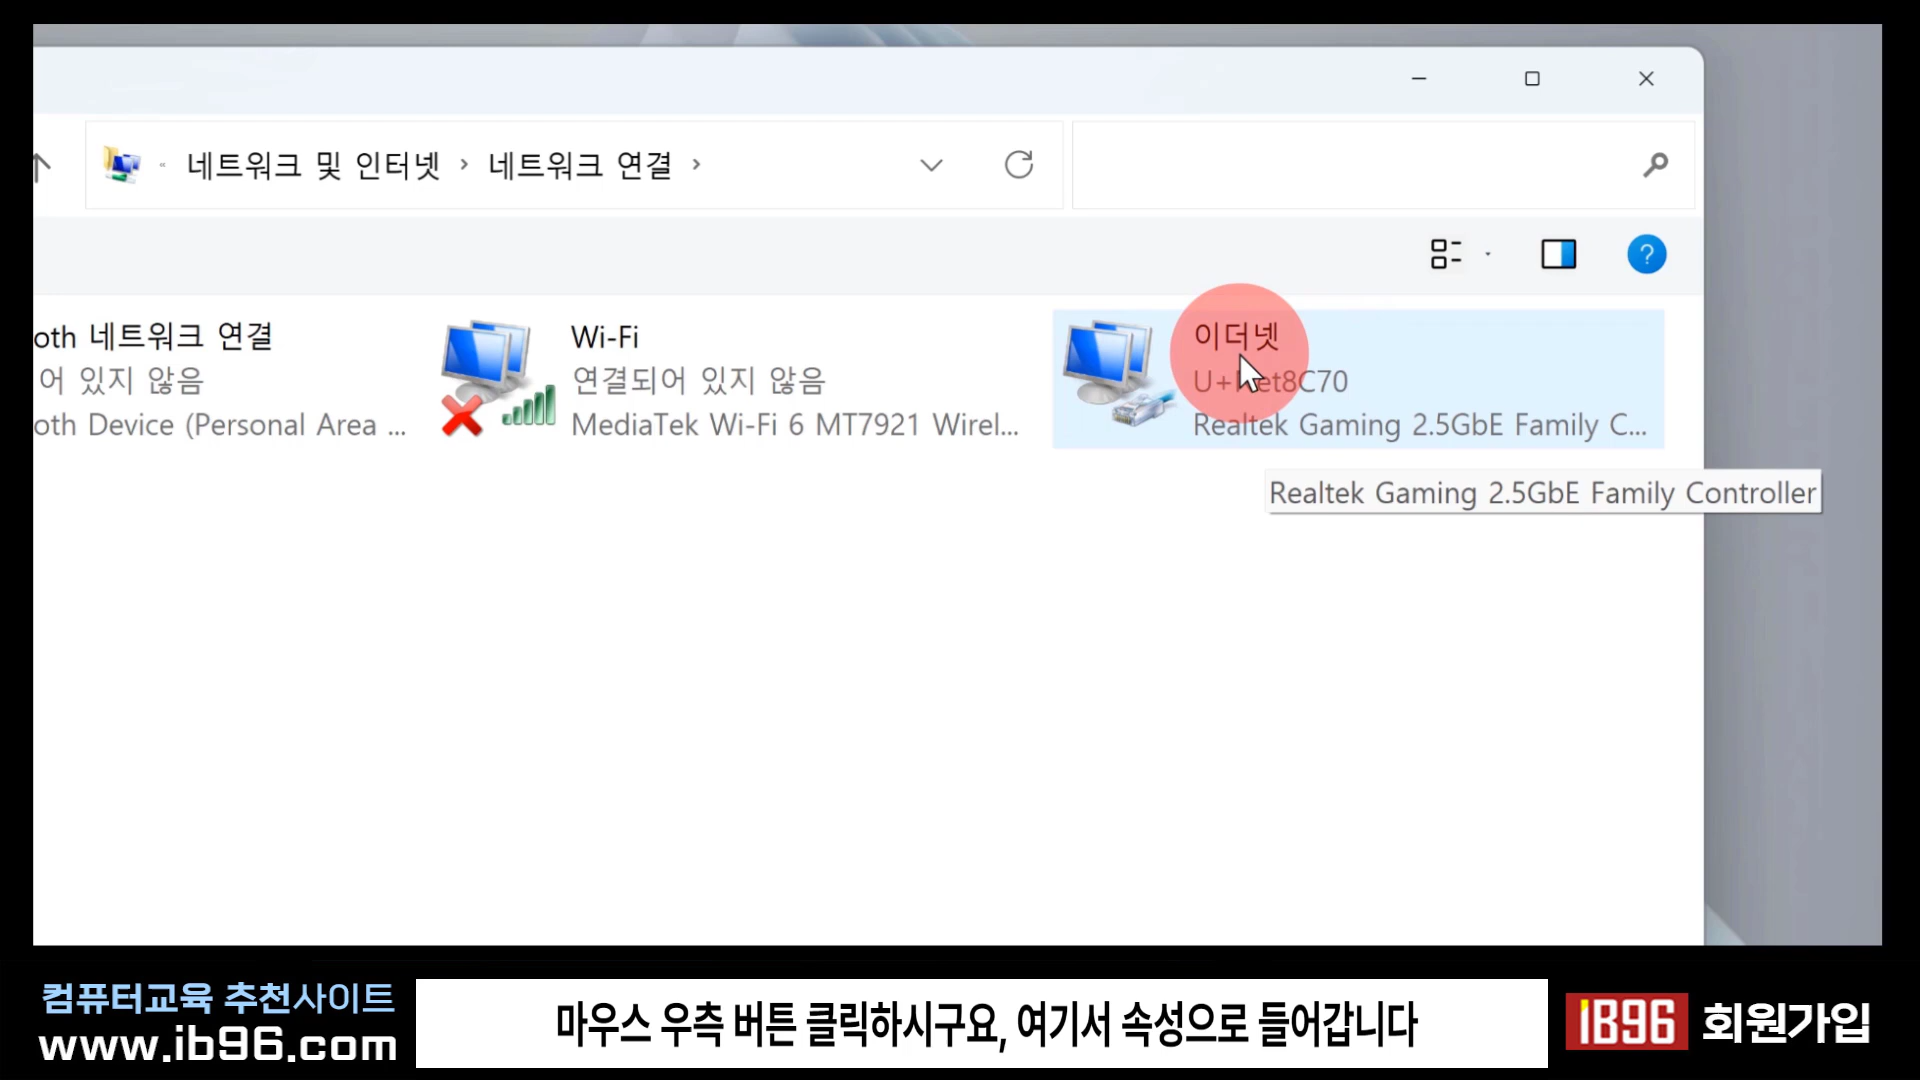 « 네트워크 및 인터넷 › 네트워크 연결 ›
?
oth 네트워크 연결
어 있지 않음
oth Device (Personal Area ...
Wi-Fi
연결되어 있지 않음
MediaTek Wi-Fi 6 MT7921 Wirel...
이더넷
U+Net8C70
Realtek Gaming 2.5GbE Family C...
Realtek Gaming 2.5GbE Family Controller
컴퓨터교육 추천사이트
www.ib96.com
마우스 우측 버튼 클릭하시구요, 여기서 속성으로 들어갑니다
IB96 회원가입